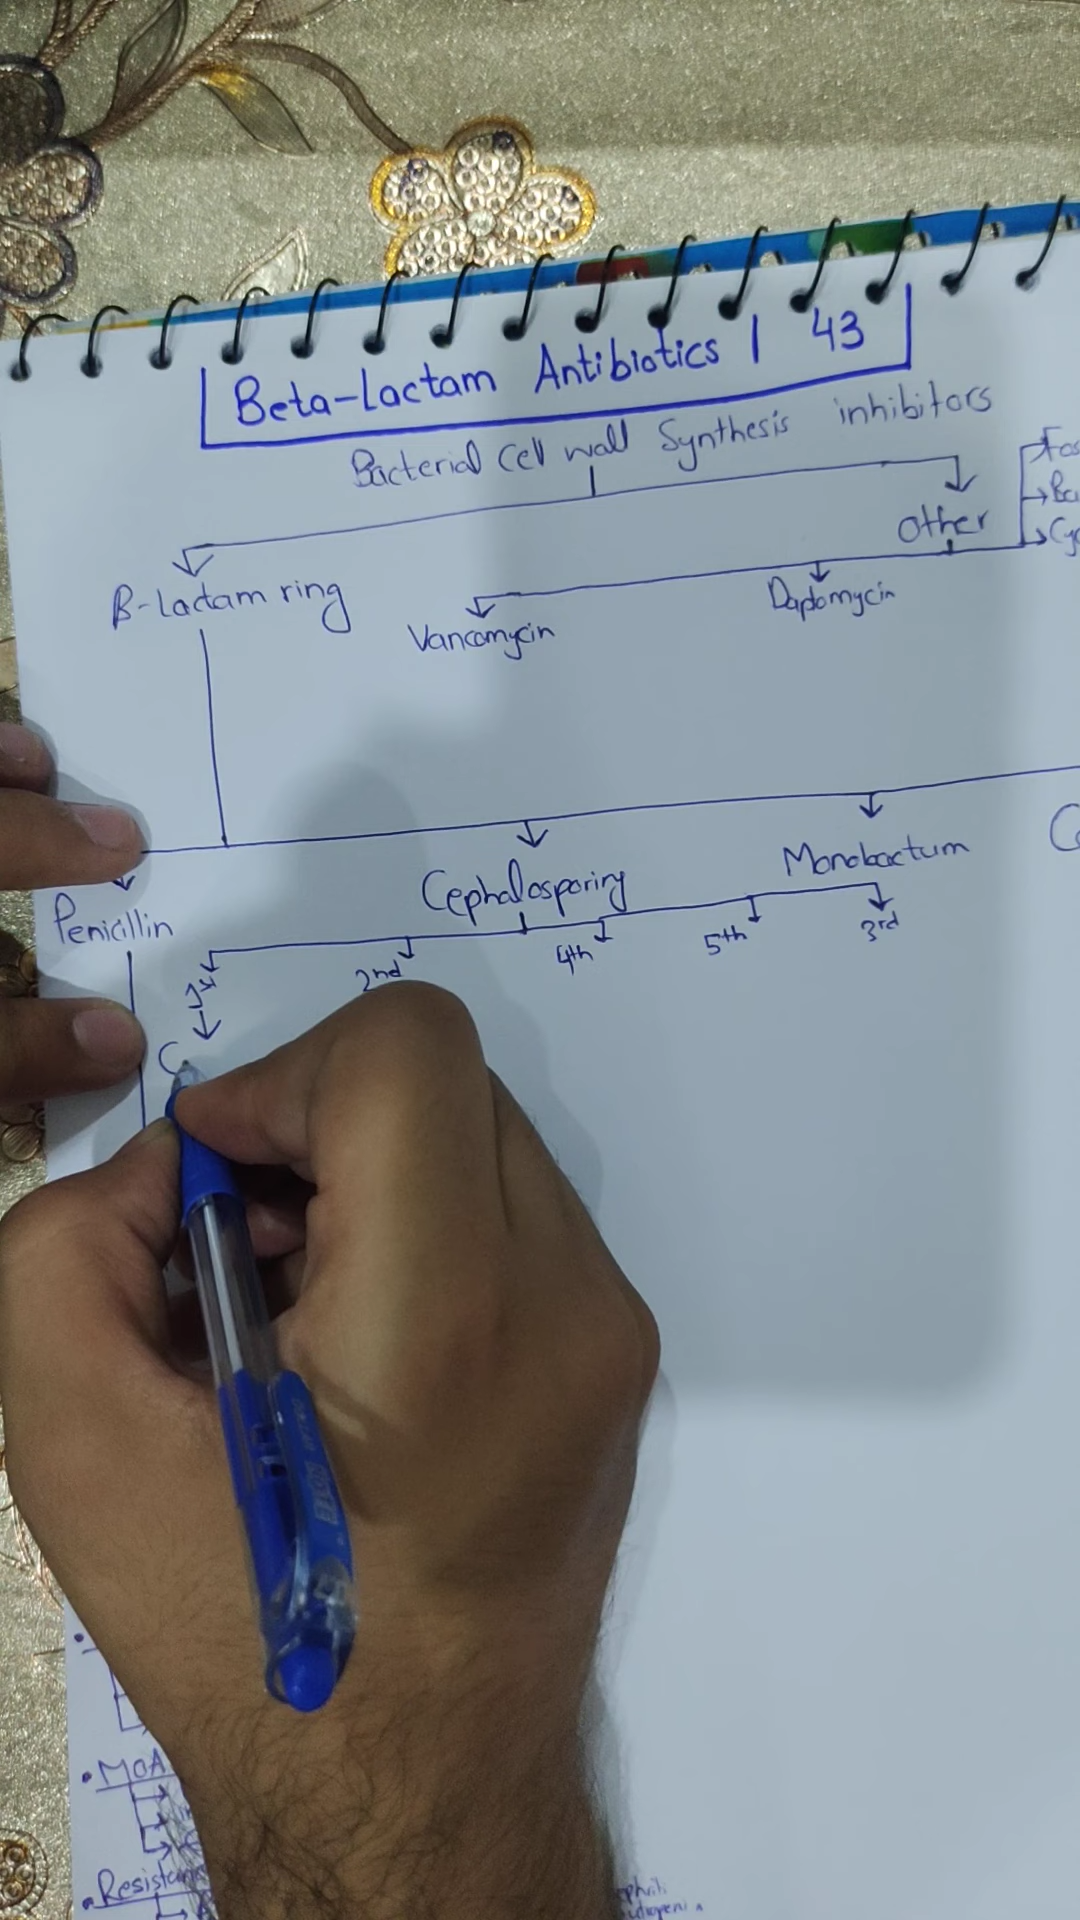 Beta-Lactam Antibiotics | 43
Bacterial Cell wall Synthesis inhibitors
other
β-Lactam ring
Vancomycin
Daptomycin
Penicillin
Cephalosporins
Monobactum
1st
2nd
4th
5th
3rd
C
• MOA
• Resistan